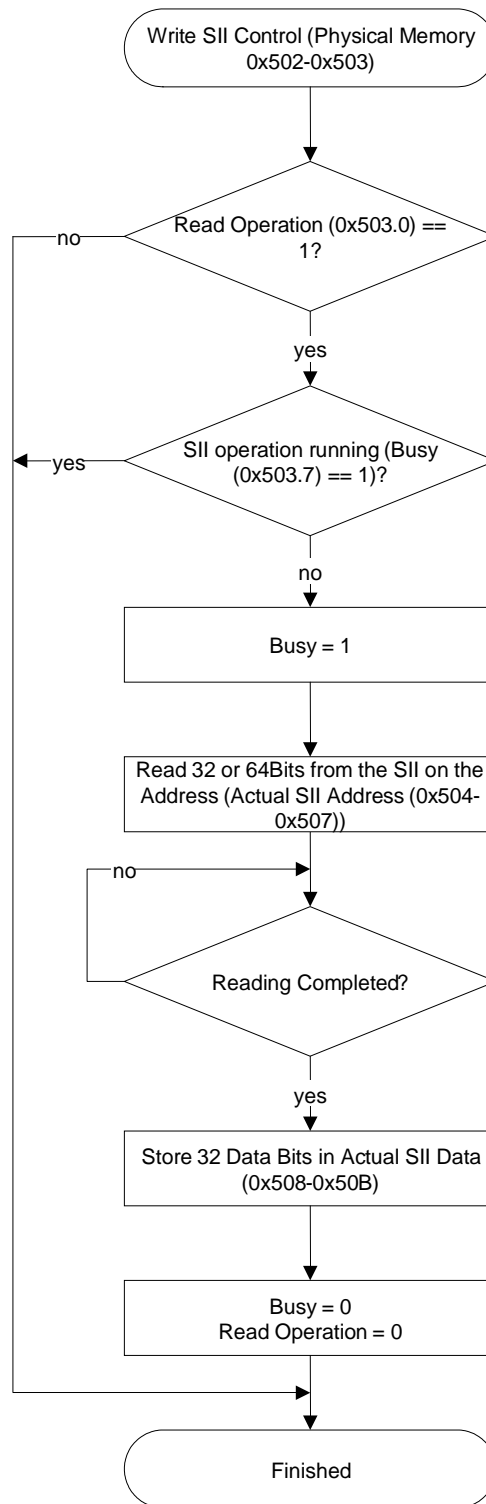 Write SII Control (Physical Memory
0x502-0x503)
Read Operation (0x503.0) ==
1?
no
yes
SII operation running (Busy
(0x503.7) == 1)?
yes
no
Busy = 1
Read 32 or 64Bits from the SII on the
Address (Actual SII Address (0x504-
0x507))
no
Reading Completed?
yes
Store 32 Data Bits in Actual SII Data
(0x508-0x50B)
Busy = 0
Read Operation = 0
Finished